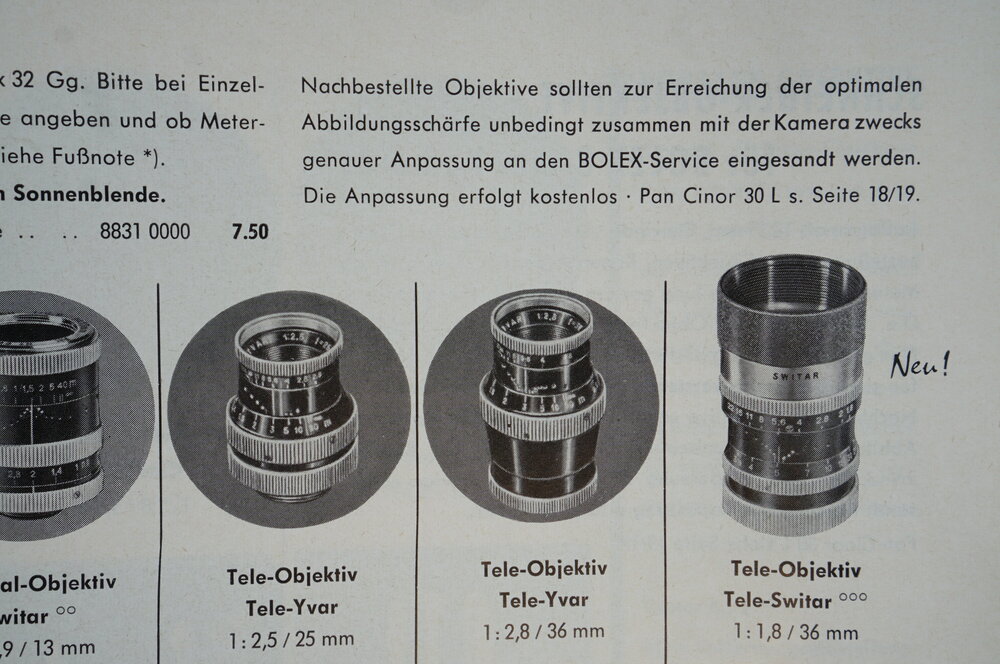 32 Gg. Bitte bei Einzel-
e angeben und ob Meter-
iehe Fußnote *).
Sonnenblende.
.. .. 8831 0000 7.50
Nachbestellte Objektive sollten zur Erreichung der optimalen
Abbildungsschärfe unbedingt zusammen mit der Kamera zwecks
genauer Anpassung an den BOLEX-Service eingesandt werden.
Die Anpassung erfolgt kostenlos · Pan Cinor 30 L s. Seite 18/19.
SWITAR
Neu!
al-Objektiv
witar °°
,9 / 13 mm
Tele-Objektiv
Tele-Yvar
1 : 2,5 / 25 mm
Tele-Objektiv
Tele-Yvar
1 : 2,8 / 36 mm
Tele-Objektiv
Tele-Switar °°°
1 : 1,8 / 36 mm